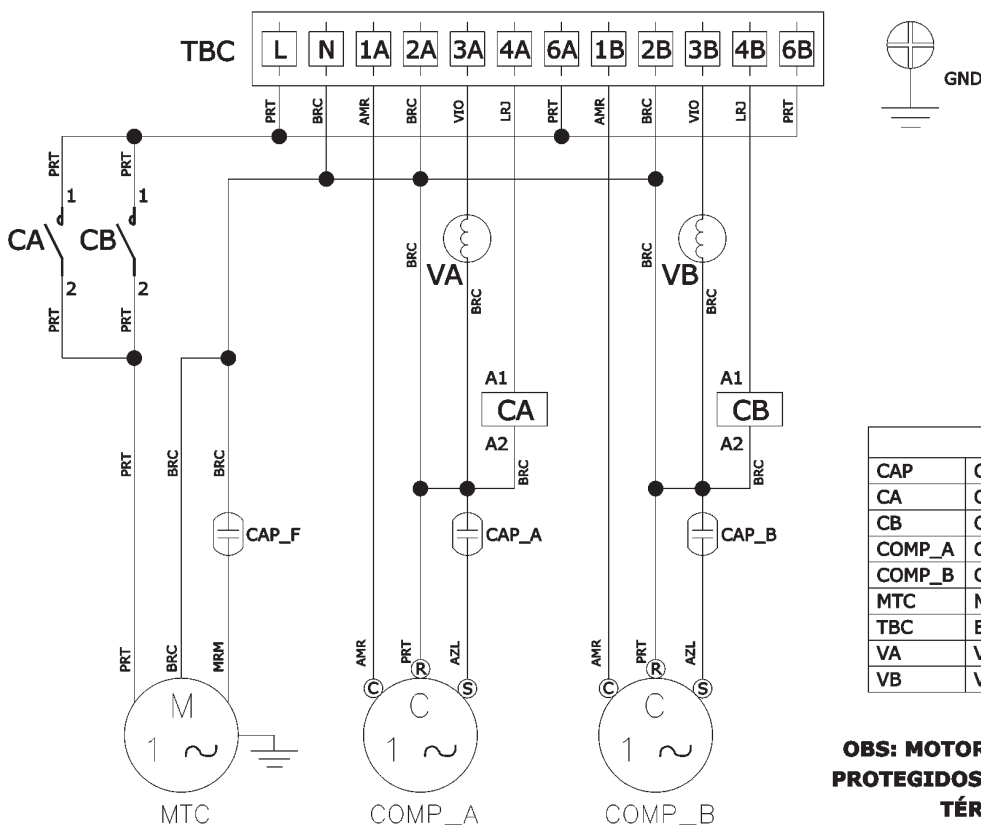 TBC L N 1A 2A 3A 4A 6A 1B 2B 3B 4B 6B
GND
PRT BRC AMR BRC VIO LRJ PRT AMR BRC VIO LRJ PRT
PRT PRT
1 1
CA CB
2 2
PRT PRT
BRC VA BRC
BRC VB BRC
A1 A1
CA CB
A2 A2
PRT BRC BRC BRC BRC
CAP_F CAP_A CAP_B
PRT BRC MRM AMR PRT AZL AMR PRT AZL
R R
C S C S
M C C
1 ~ 1 ~ 1 ~
MTC COMP_A COMP_B
CAP
CA
CB
COMP_A
COMP_B
MTC
TBC
VA
VB
OBS: MOTOR
PROTEGIDOS
TÉR